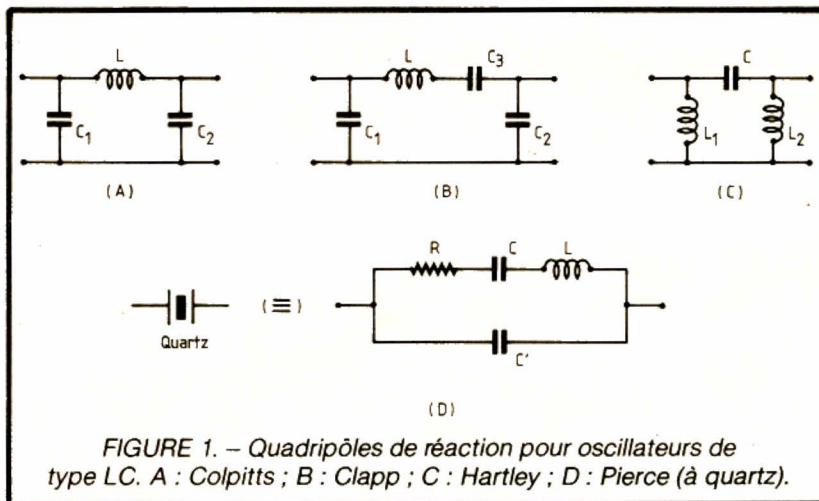 L
C1
C2
(A)
L
C3
C1
C2
(B)
C
L1
L2
(C)
Quartz
(≡)
R
C
L
C'
(D)
FIGURE 1. – Quadripôles de réaction pour oscillateurs de
type LC. A : Colpitts ; B : Clapp ; C : Hartley ; D : Pierce (à quartz).